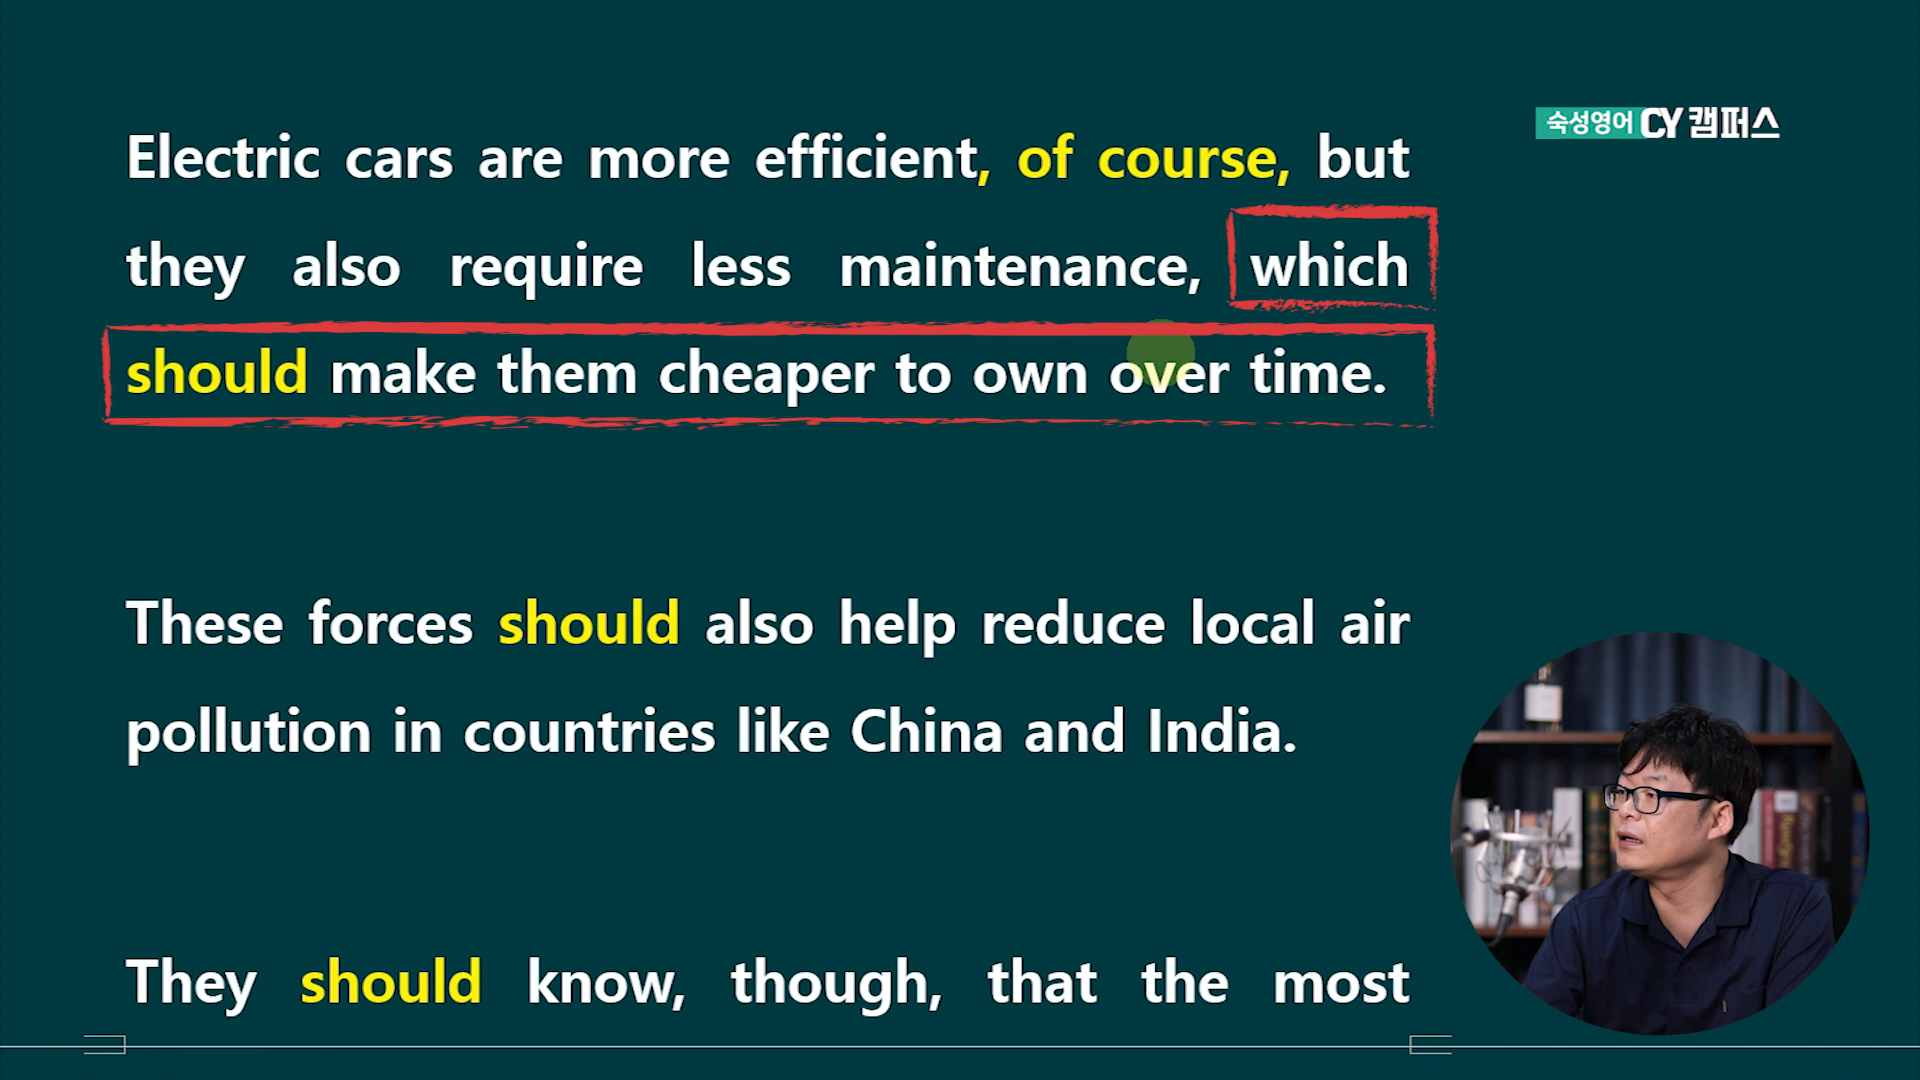 숙성영어 CY캠퍼스
Electric cars are more efficient, of course, but
they also require less maintenance, which
should make them cheaper to own over time.
These forces should also help reduce local air
pollution in countries like China and India.
They should know, though, that the most